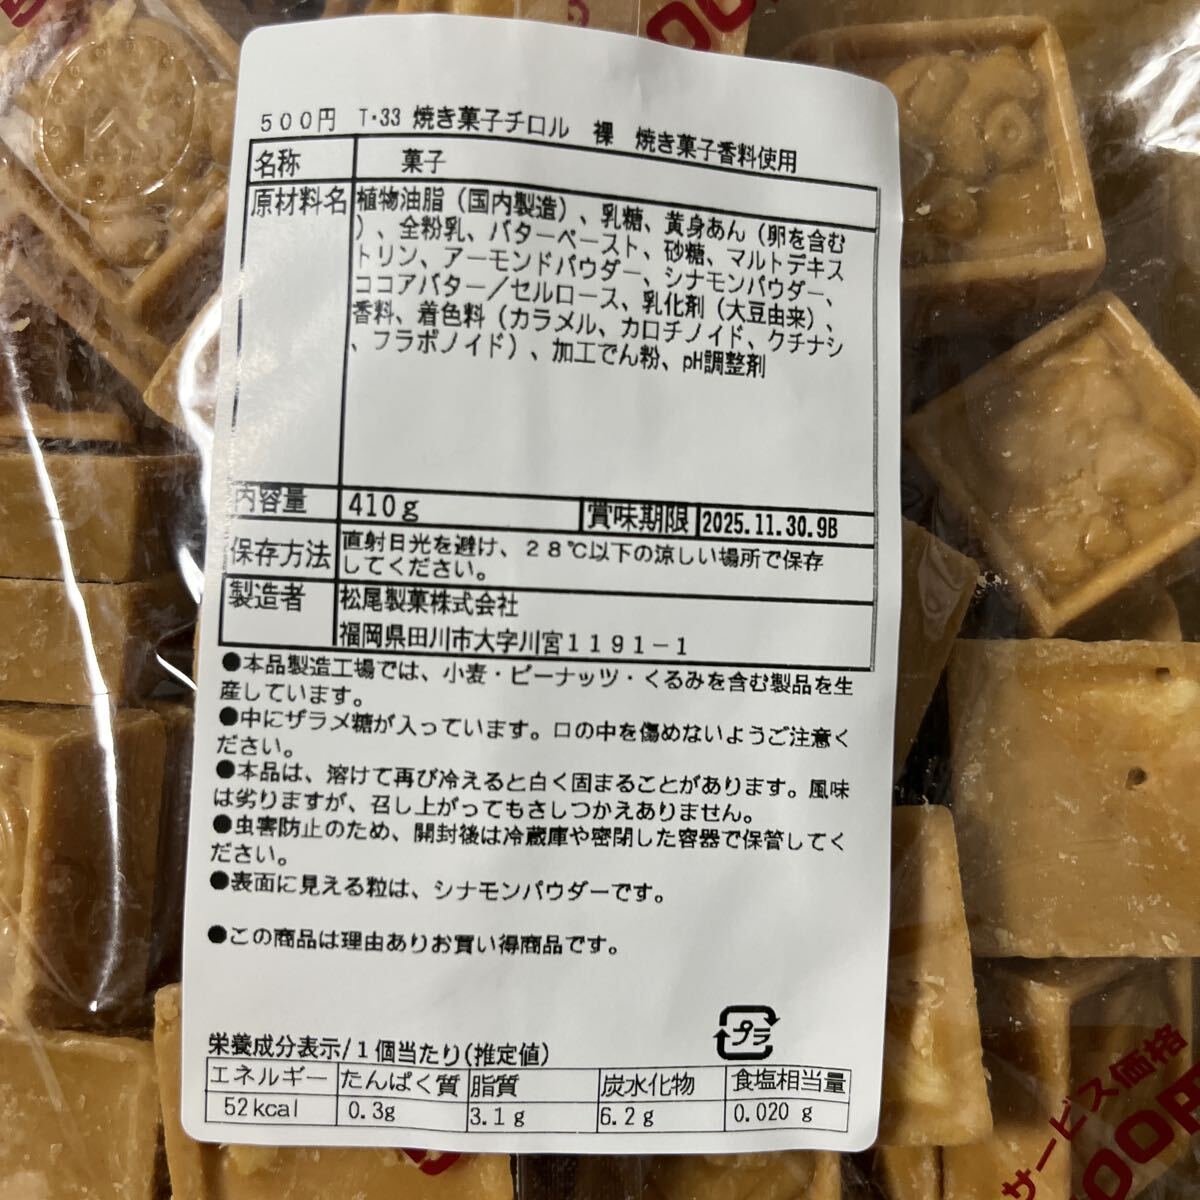 500円 T・33 焼き菓子チロル 裸 焼き菓子香料使用
名称 菓子
原材料名 植物油脂(国内製造)、乳糖、黄身あん(卵を含む
)、全粉乳、バターペースト、砂糖、マルトデキス
トリン、アーモンドパウダー、シナモンパウダー、
ココアバター/セルロース、乳化剤(大豆由来)、
香料、着色料(カラメル、カロチノイド、クチナシ
、フラボノイド)、加工でん粉、pH調整剤
内容量 410g 賞味期限 2025.11.30.9B
保存方法 直射日光を避け、28℃以下の涼しい場所で保存
してください。
製造者 松尾製菓株式会社
福岡県田川市大字川宮1191-1
●本品製造工場では、小麦・ピーナッツ・くるみを含む製品を生
産しています。
●中にザラメ糖が入っています。口の中を傷めないようご注意く
ださい。
●本品は、溶けて再び冷えると白く固まることがあります。風味
は劣りますが、召し上がってもさしつかえありません。
●虫害防止のため、開封後は冷蔵庫や密閉した容器で保管してく
ださい。
●表面に見える粒は、シナモンパウダーです。
●この商品は理由ありお買い得商品です。
プラ
栄養成分表示/1個当たり(推定値)
エネルギー たんぱく質 脂質 炭水化物 食塩相当量
52kcal 0.3g 3.1g 6.2g 0.020g
サービス価格